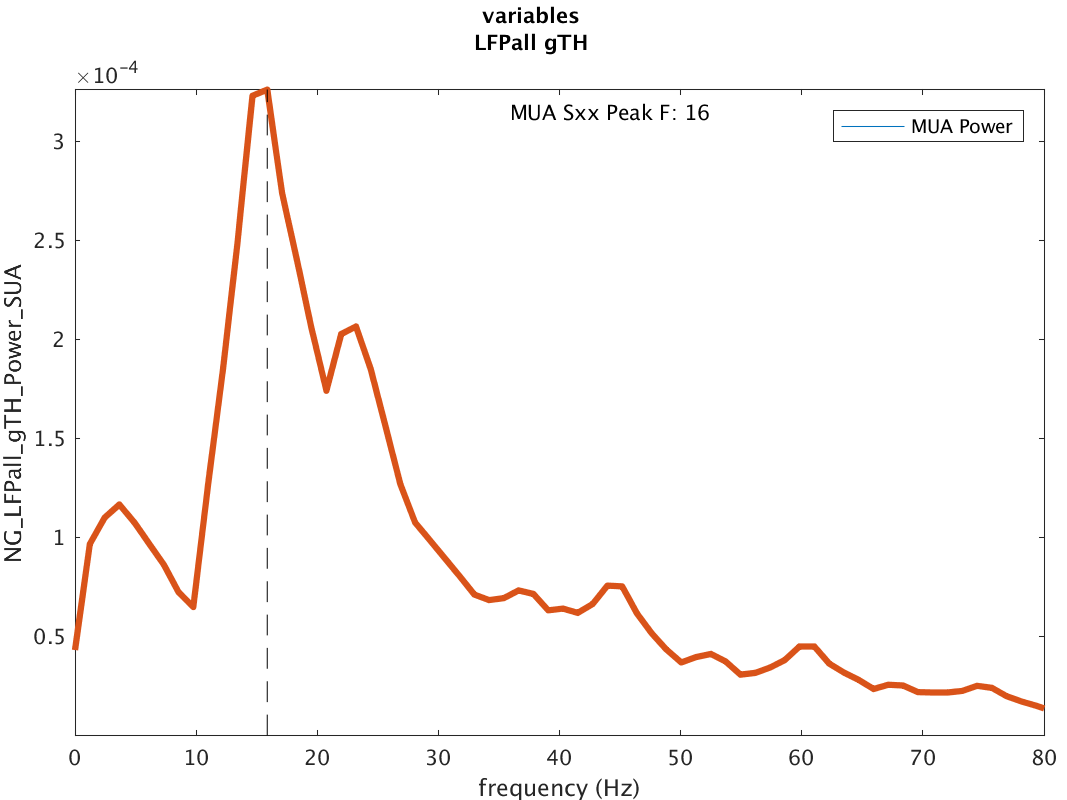 variables
LFPall gTH
×10⁻⁴
MUA Sxx Peak F: 16
MUA Power
3
2.5
2
1.5
1
0.5
NG_LFPall_gTH_Power_SUA
0 10 20 30 40 50 60 70 80
frequency (Hz)